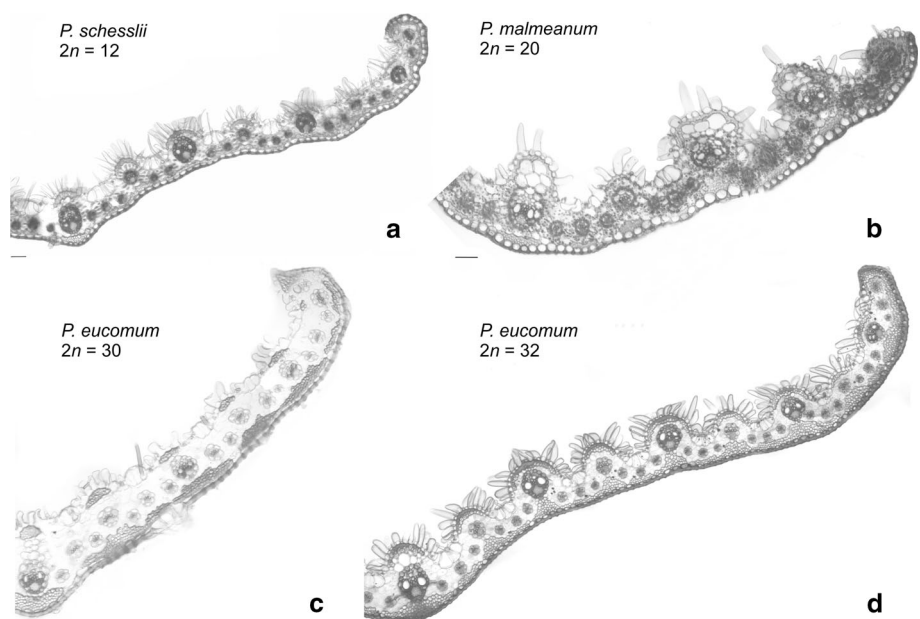 P. schesslii
2n = 12
a
P. malmeanum
2n = 20
b
P. eucomum
2n = 30
c
P. eucomum
2n = 32
d